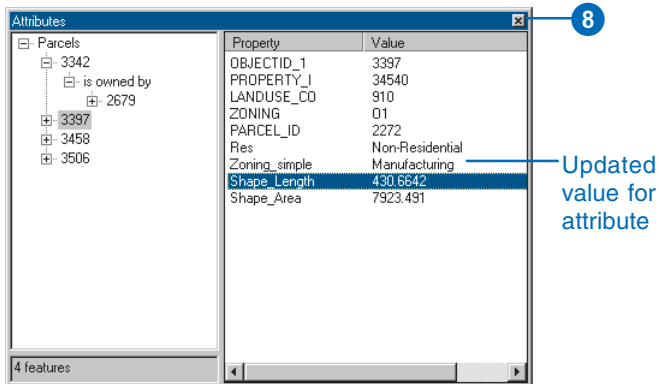 Attributes
8
Parcels
3342
is owned by
2679
3397
3458
3506
4 features
Property Value
OBJECTID_1 3397
PROPERTY_I 34540
LANDUSE_CO 910
ZONING O1
PARCEL_ID 2272
Res Non-Residential
Zoning_simple Manufacturing
Shape_Length 430.6642
Shape_Area 7923.491
Updated
value for
attribute